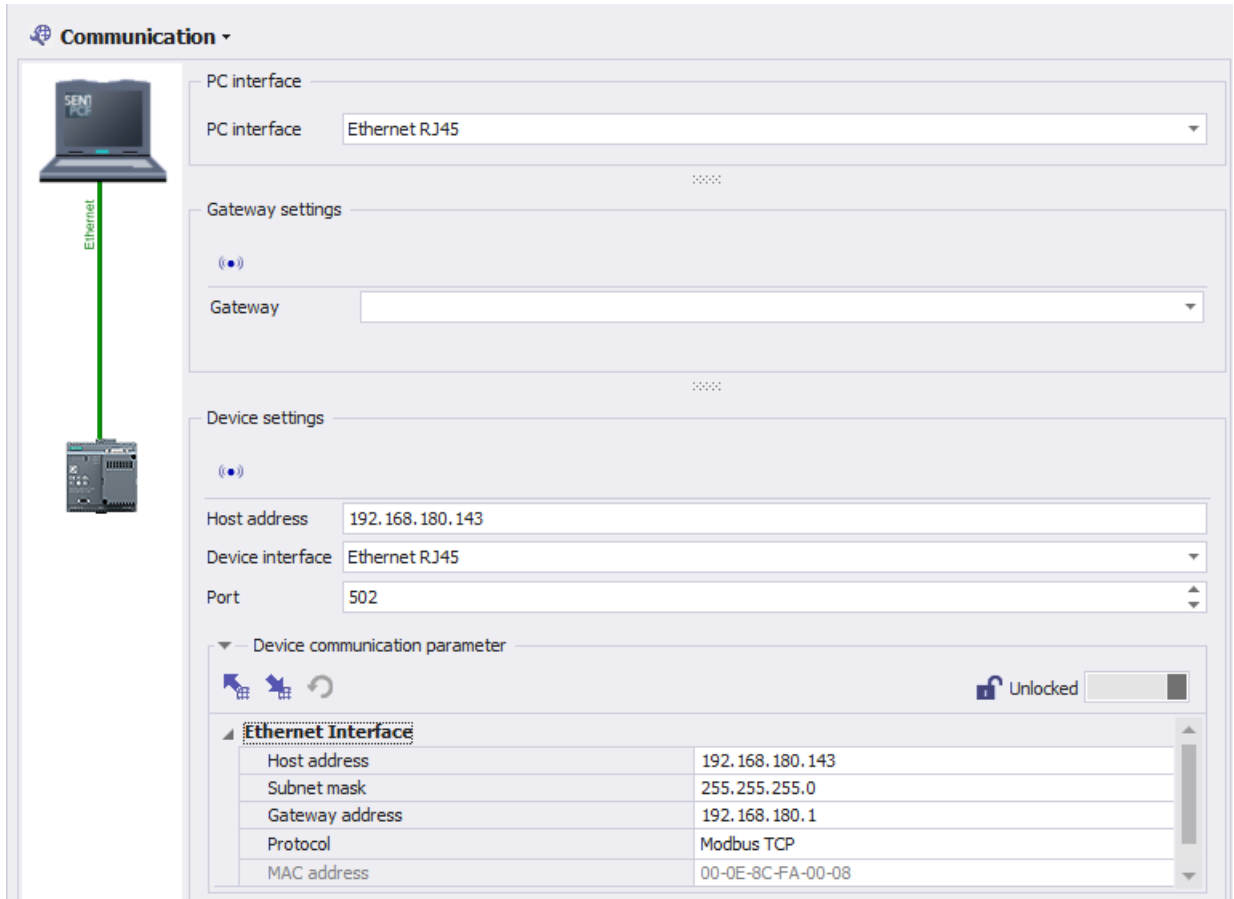 Communication
SENT
PC
Ethernet
PC interface
PC interface Ethernet RJ45
Gateway settings
Gateway
Device settings
Host address 192.168.180.143
Device interface Ethernet RJ45
Port 502
Device communication parameter
Unlocked
Ethernet Interface
Host address 192.168.180.143
Subnet mask 255.255.255.0
Gateway address 192.168.180.1
Protocol Modbus TCP
MAC address 00-0E-8C-FA-00-08